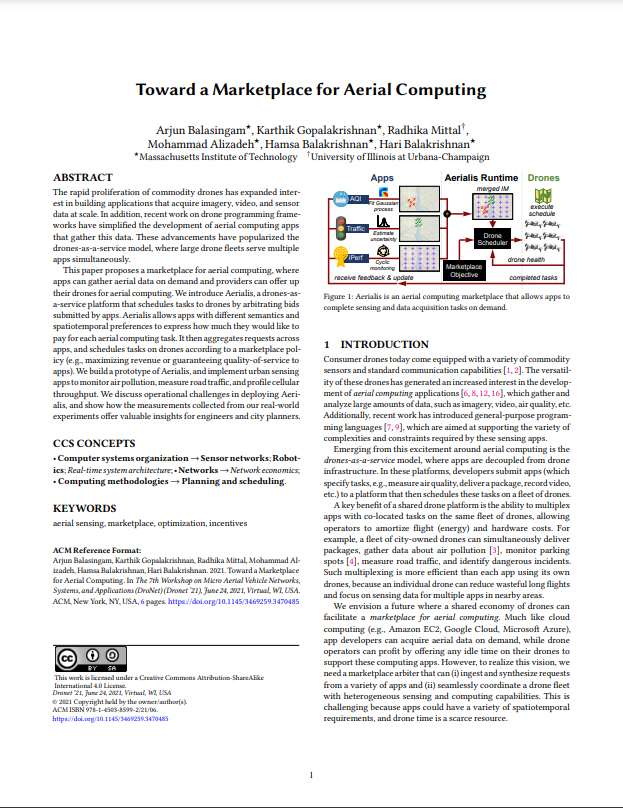 Toward a Marketplace for Aerial Computing
Arjun Balasingam★, Karthik Gopalakrishnan★, Radhika Mittal†,
Mohammad Alizadeh★, Hamsa Balakrishnan★, Hari Balakrishnan★
★Massachusetts Institute of Technology †University of Illinois at Urbana-Champaign
ABSTRACT
The rapid proliferation of commodity drones has expanded inter-
est in building applications that acquire imagery, video, and sensor
data at scale. In addition, recent work on drone programming frame-
works have simplified the development of aerial computing apps
that gather this data. These advancements have popularized the
drones-as-a-service model, where large drone fleets serve multiple
apps simultaneously.
This paper proposes a marketplace for aerial computing, where
apps can gather aerial data on demand and providers can offer up
their drones for aerial computing. We introduce Aerialis, a drones-as-
a-service platform that schedules tasks to drones by arbitrating bids
submitted by apps. Aerialis allows apps with different semantics and
spatiotemporal preferences to express how much they would like to
pay for each aerial computing task. It then aggregates requests across
apps, and schedules tasks on drones according to a marketplace pol-
icy (e.g., maximizing revenue or guaranteeing quality-of-service to
apps). We build a prototype of Aerialis, and implement urban sensing
apps to monitor air pollution, measure road traffic, and profile cellular
throughput. We discuss operational challenges in deploying Aeri-
alis, and show how the measurements collected from our real-world
experiments offer valuable insights for engineers and city planners.
CCS CONCEPTS
• Computer systems organization → Sensor networks; Robot-
ics; Real-time system architecture; • Networks → Network economics;
• Computing methodologies → Planning and scheduling.
KEYWORDS
aerial sensing, marketplace, optimization, incentives
ACM Reference Format:
Arjun Balasingam, Karthik Gopalakrishnan, Radhika Mittal, Mohammad Al-
izadeh, Hamsa Balakrishnan, Hari Balakrishnan. 2021. Toward a Marketplace
for Aerial Computing. In The 7th Workshop on Micro Aerial Vehicle Networks,
Systems, and Applications (DroNet) (Dronet '21), June 24, 2021, Virtual, WI, USA.
ACM, New York, NY, USA, 6 pages. https://doi.org/10.1145/3469259.3470485
cc BY SA
This work is licensed under a Creative Commons Attribution-ShareAlike
International 4.0 License.
Dronet '21, June 24, 2021, Virtual, WI, USA
© 2021 Copyright held by the owner/author(s).
ACM ISBN 978-1-4503-8599-2/21/06.
https://doi.org/10.1145/3469259.3470485
Apps
Aerialis Runtime
Drones
AQI
Fit Gaussian
process
Traffic
Estimate
uncertainty
iPerf
Cyclic
monitoring
merged IM
Drone
Scheduler
Marketplace
Objective
execute
schedule
drone health
receive feedback & update
completed tasks
Figure 1: Aerialis is an aerial computing marketplace that allows apps to
complete sensing and data acquisition tasks on demand.
1 INTRODUCTION
Consumer drones today come equipped with a variety of commodity
sensors and standard communication capabilities [1, 2]. The versatil-
ity of these drones has generated an increased interest in the develop-
ment of aerial computing applications [6, 8, 12, 16], which gather and
analyze large amounts of data, such as imagery, video, air quality, etc.
Additionally, recent work has introduced general-purpose program-
ming languages [7, 9], which are aimed at supporting the variety of
complexities and constraints required by these sensing apps.
Emerging from this excitement around aerial computing is the
drones-as-a-service model, where apps are decoupled from drone
infrastructure. In these platforms, developers submit apps (which
specify tasks, e.g., measure air quality, deliver a package, record video,
etc.) to a platform that then schedules these tasks on a fleet of drones.
A key benefit of a shared drone platform is the ability to multiplex
apps with co-located tasks on the same fleet of drones, allowing
operators to amortize flight (energy) and hardware costs. For
example, a fleet of city-owned drones can simultaneously deliver
packages, gather data about air pollution [3], monitor parking
spots [4], measure road traffic, and identify dangerous incidents.
Such multiplexing is more efficient than each app using its own
drones, because an individual drone can reduce wasteful long flights
and focus on sensing data for multiple apps in nearby areas.
We envision a future where a shared economy of drones can
facilitate a marketplace for aerial computing. Much like cloud
computing (e.g., Amazon EC2, Google Cloud, Microsoft Azure),
app developers can acquire aerial data on demand, while drone
operators can profit by offering any idle time on their drones to
support these computing apps. However, to realize this vision, we
need a marketplace arbiter that can (i) ingest and synthesize requests
from a variety of apps and (ii) seamlessly coordinate a drone fleet
with heterogeneous sensing and computing capabilities. This is
challenging because apps could have a variety of spatiotemporal
requirements, and drone time is a scarce resource.
1